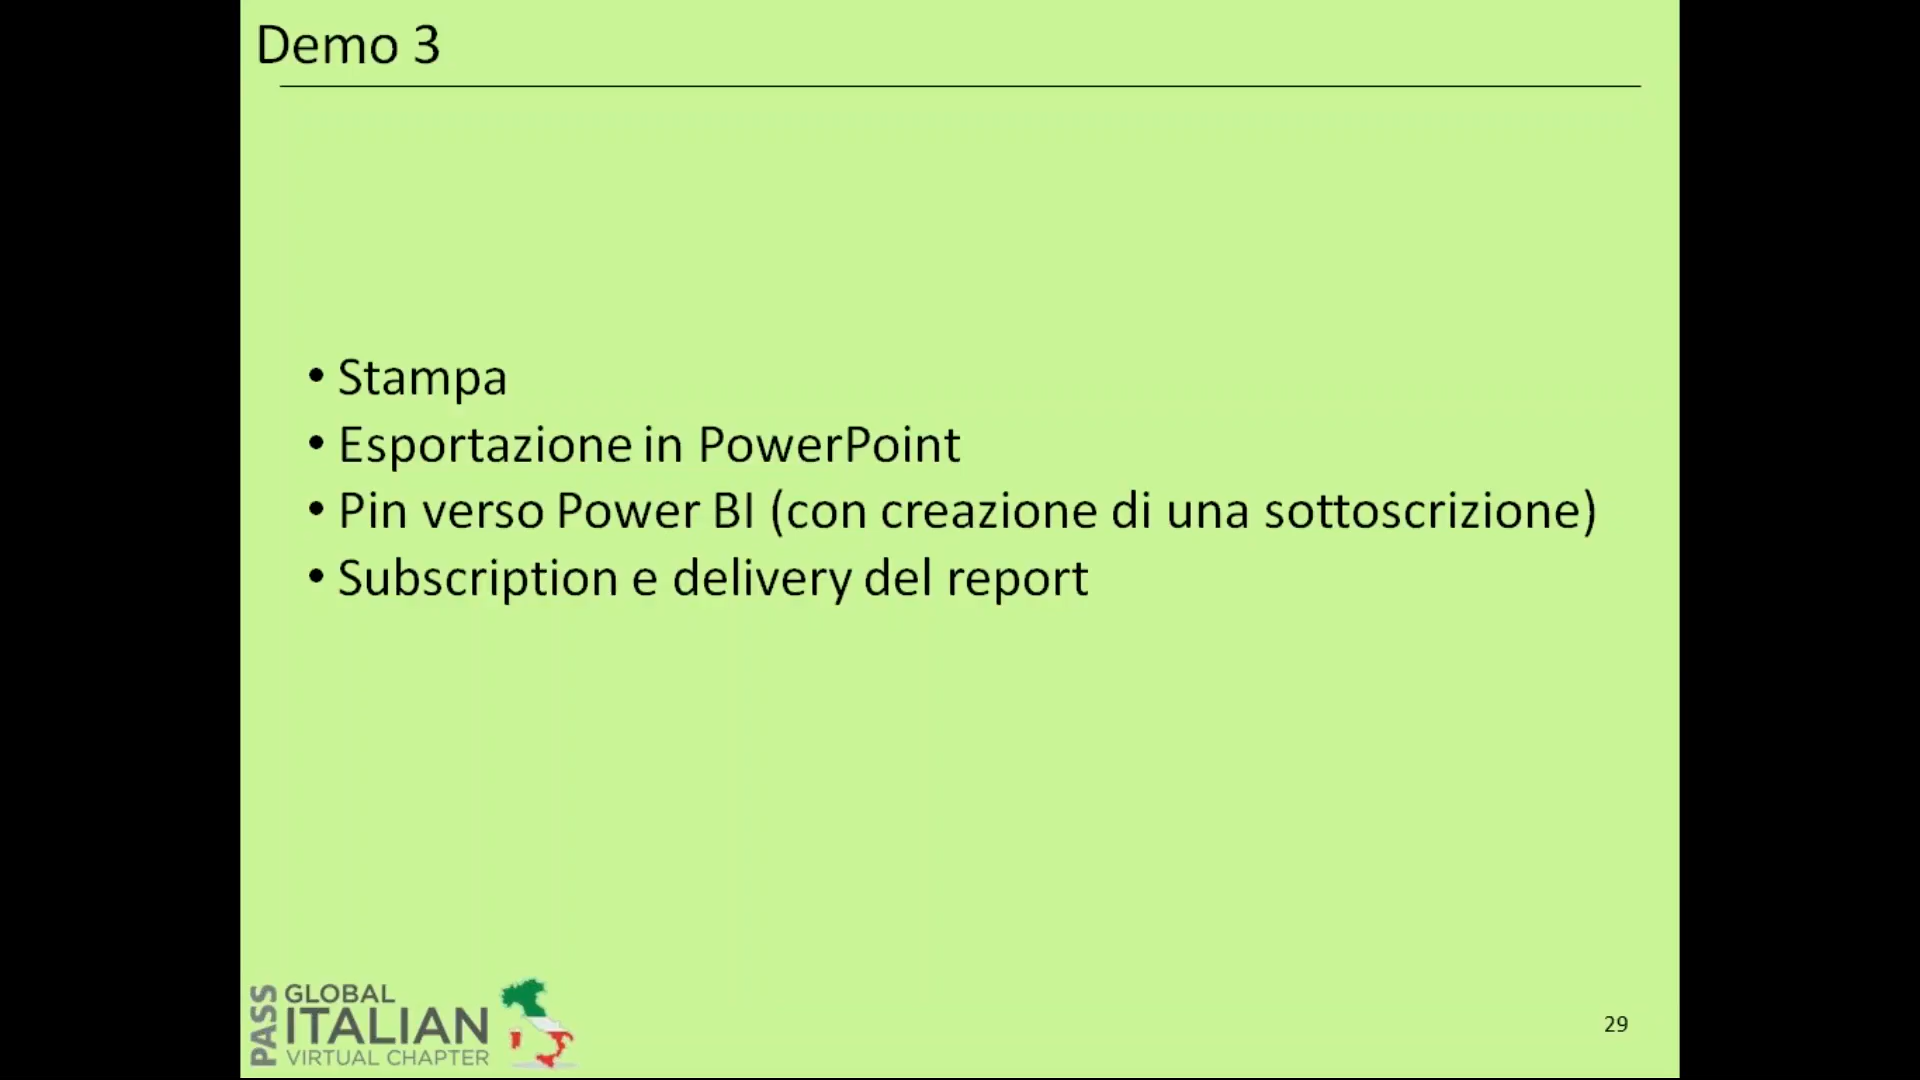 Demo 3
• Stampa
• Esportazione in PowerPoint
• Pin verso Power BI (con creazione di una sottoscrizione)
• Subscription e delivery del report
PASS
GLOBAL
ITALIAN
VIRTUAL CHAPTER
29